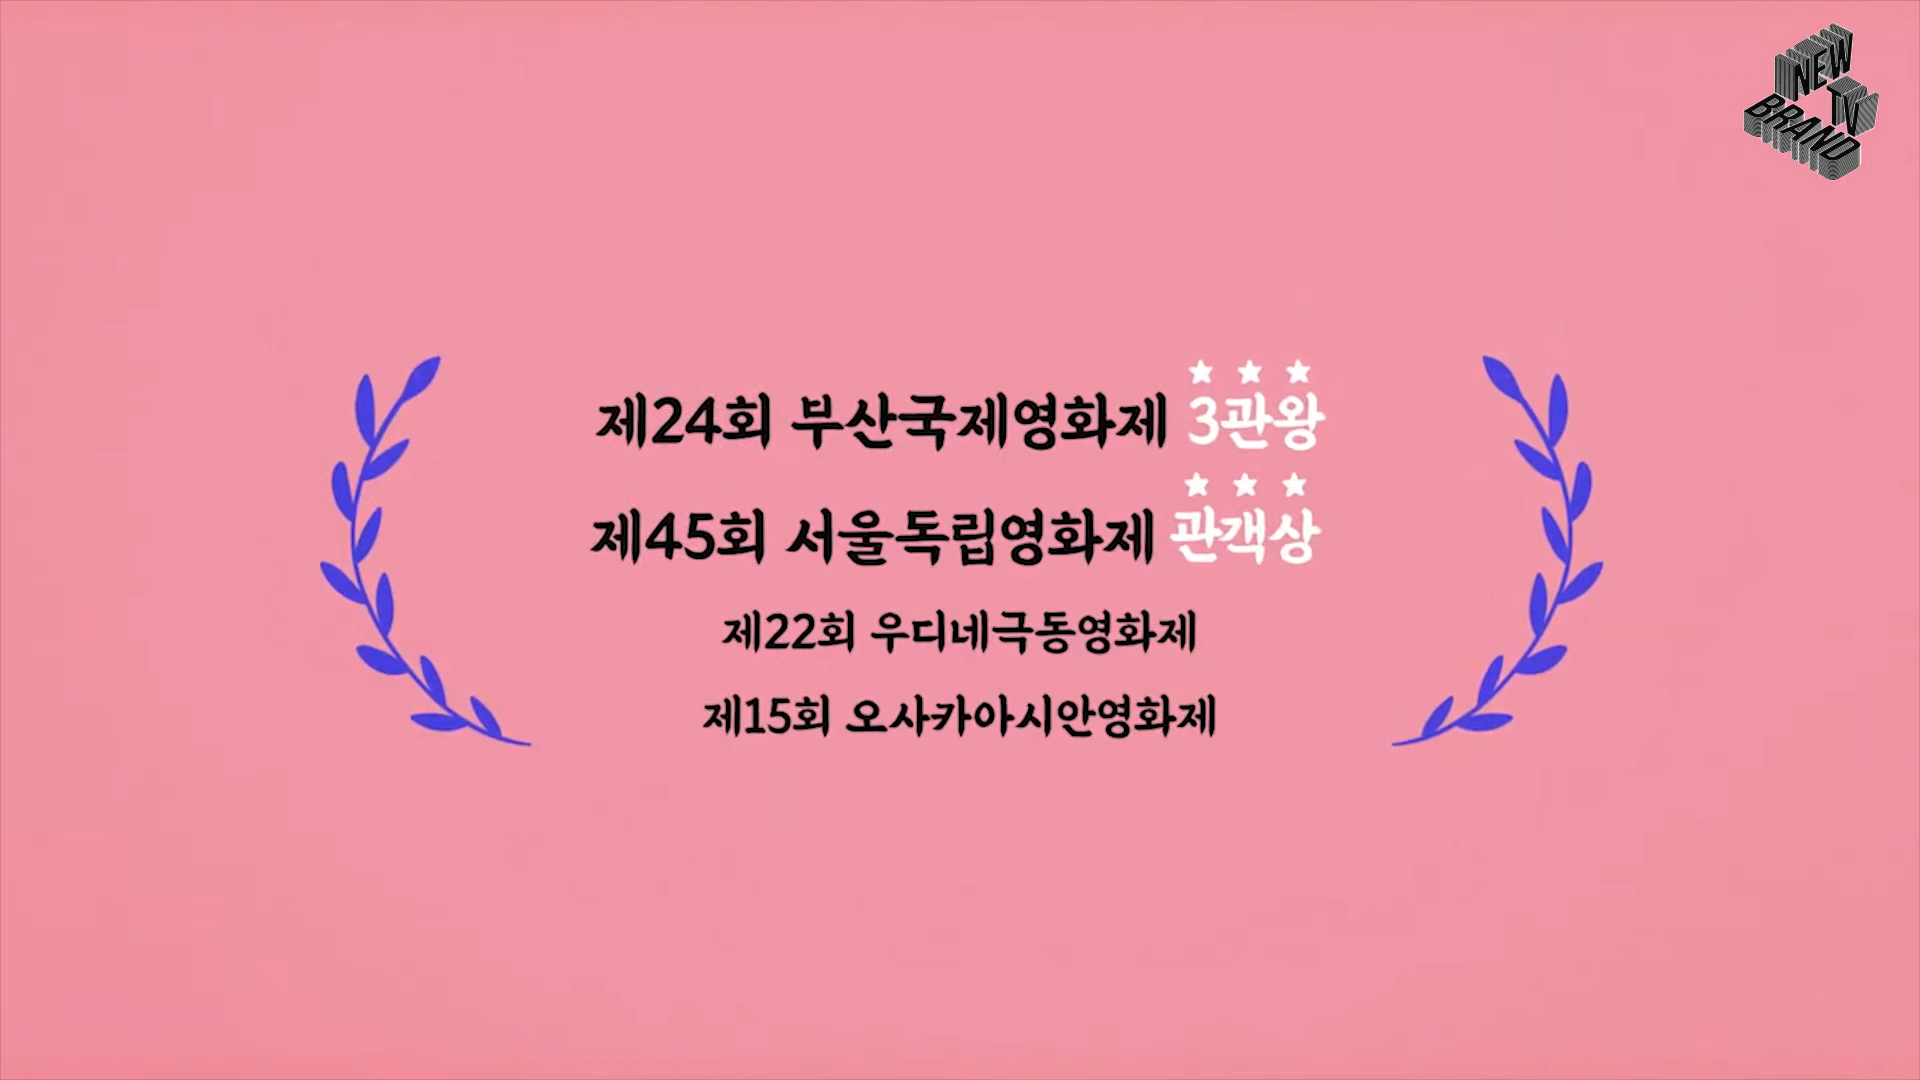 NEW
TV
BRAND
제24회 부산국제영화제 3관왕
제45회 서울독립영화제 관객상
제22회 우디네극동영화제
제15회 오사카아시안영화제